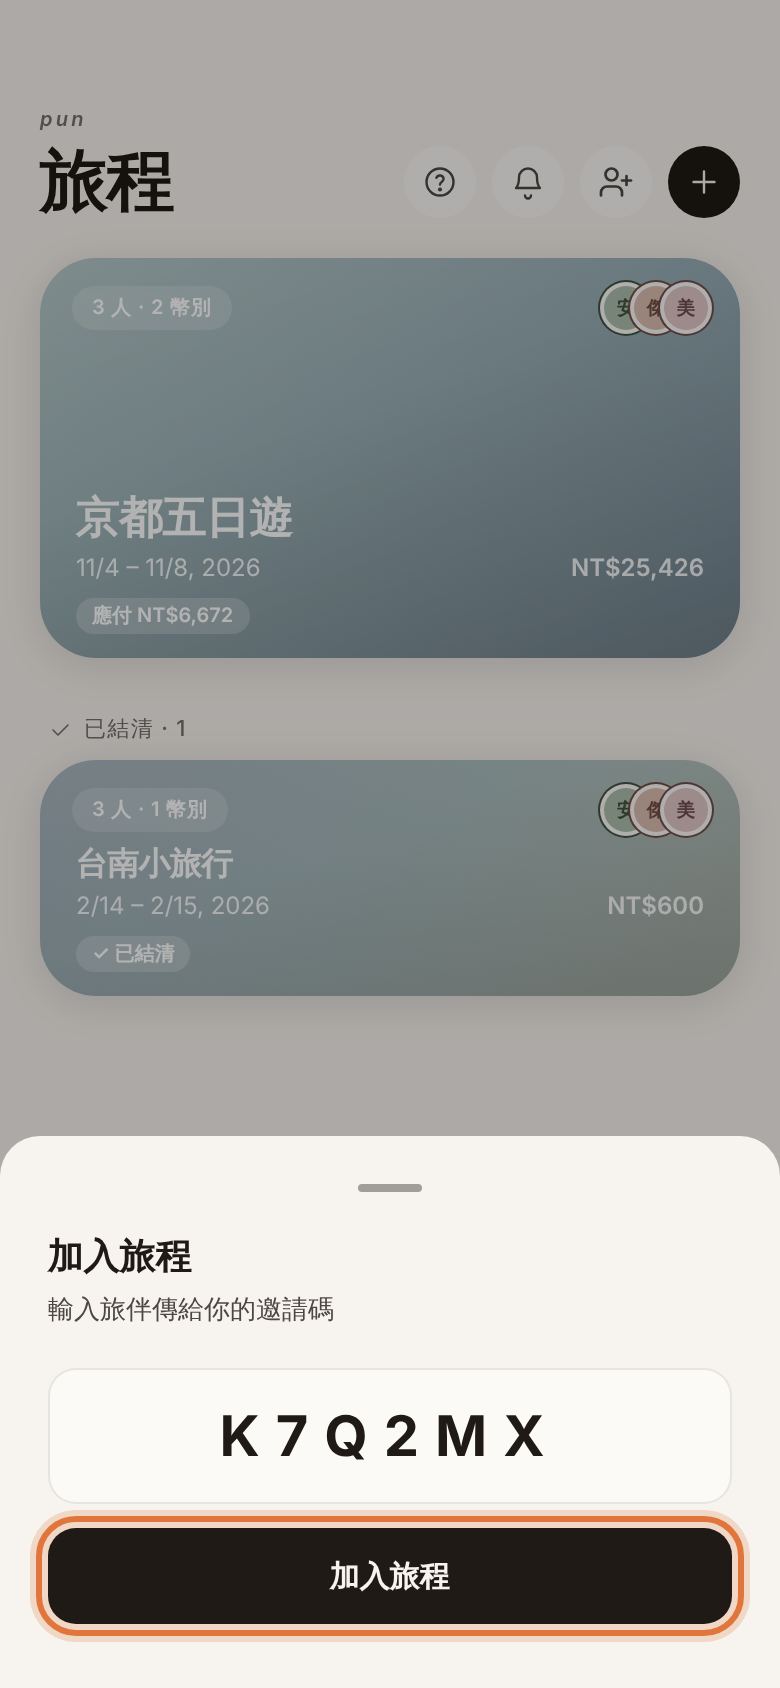 pun
旅程
3 人 · 2 幣別
安 傑 美
京都五日遊
11/4 – 11/8, 2026
NT$25,426
應付 NT$6,672
已結清 · 1
3 人 · 1 幣別
安 傑 美
台南小旅行
2/14 – 2/15, 2026
NT$600
已結清
加入旅程
輸入旅伴傳給你的邀請碼
K7Q2MX
加入旅程